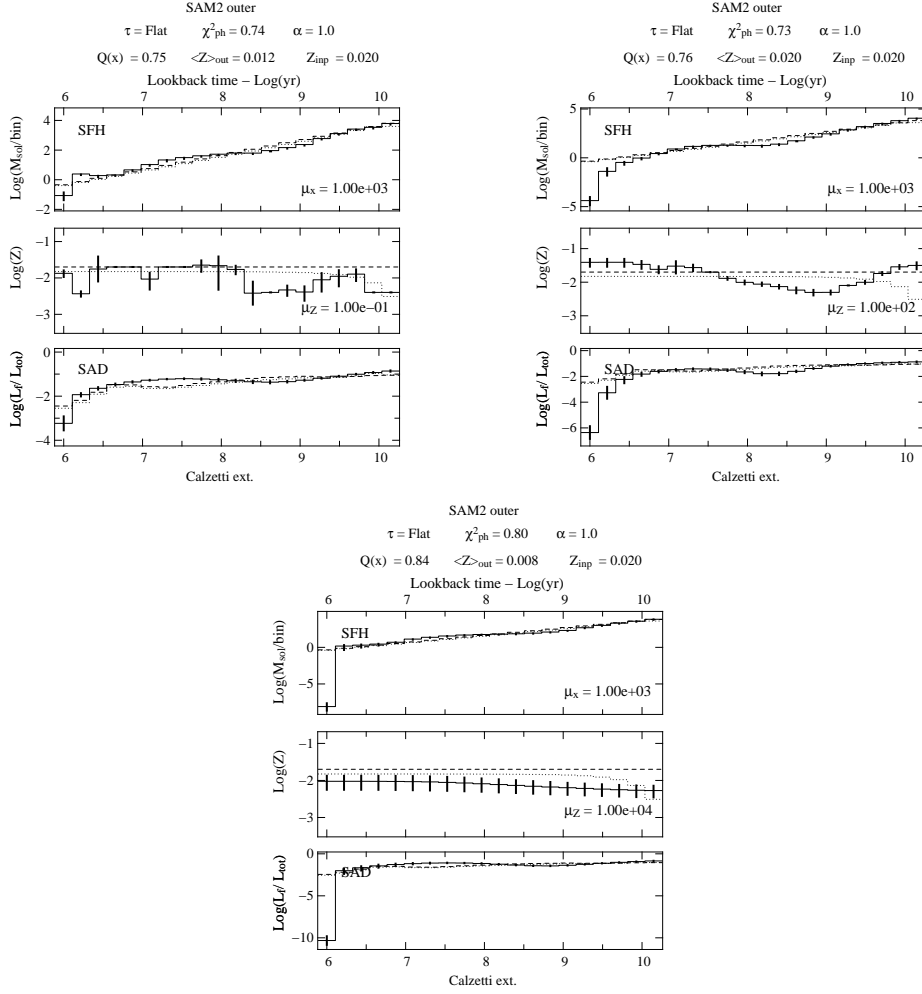 SAM2 outer
τ = Flat χ²ph = 0.74 α = 1.0
Q(x) = 0.75 <Z>out = 0.012 Zinp = 0.020
Lookback time − Log(yr)
6 7 8 9 10
Log(Msol/bin)
4
2
0
−2
SFH
μx = 1.00e+03
Log(Z)
−1
−2
−3
μZ = 1.00e−01
Log(Lf/ Ltot)
0
−2
−4
SAD
6 7 8 9 10
Calzetti ext.
SAM2 outer
τ = Flat χ²ph = 0.73 α = 1.0
Q(x) = 0.76 <Z>out = 0.020 Zinp = 0.020
Lookback time − Log(yr)
6 7 8 9 10
Log(Msol/bin)
5
0
−5
SFH
μx = 1.00e+03
Log(Z)
−1
−2
−3
μZ = 1.00e+02
Log(Lf/ Ltot)
0
−2
−4
−6
SAD
6 7 8 9 10
Calzetti ext.
SAM2 outer
τ = Flat χ²ph = 0.80 α = 1.0
Q(x) = 0.84 <Z>out = 0.008 Zinp = 0.020
Lookback time − Log(yr)
6 7 8 9 10
Log(Msol/bin)
0
−5
SFH
μx = 1.00e+03
Log(Z)
−1
−2
−3
μZ = 1.00e+04
Log(Lf/ Ltot)
0
−5
−10
SAD
6 7 8 9 10
Calzetti ext.